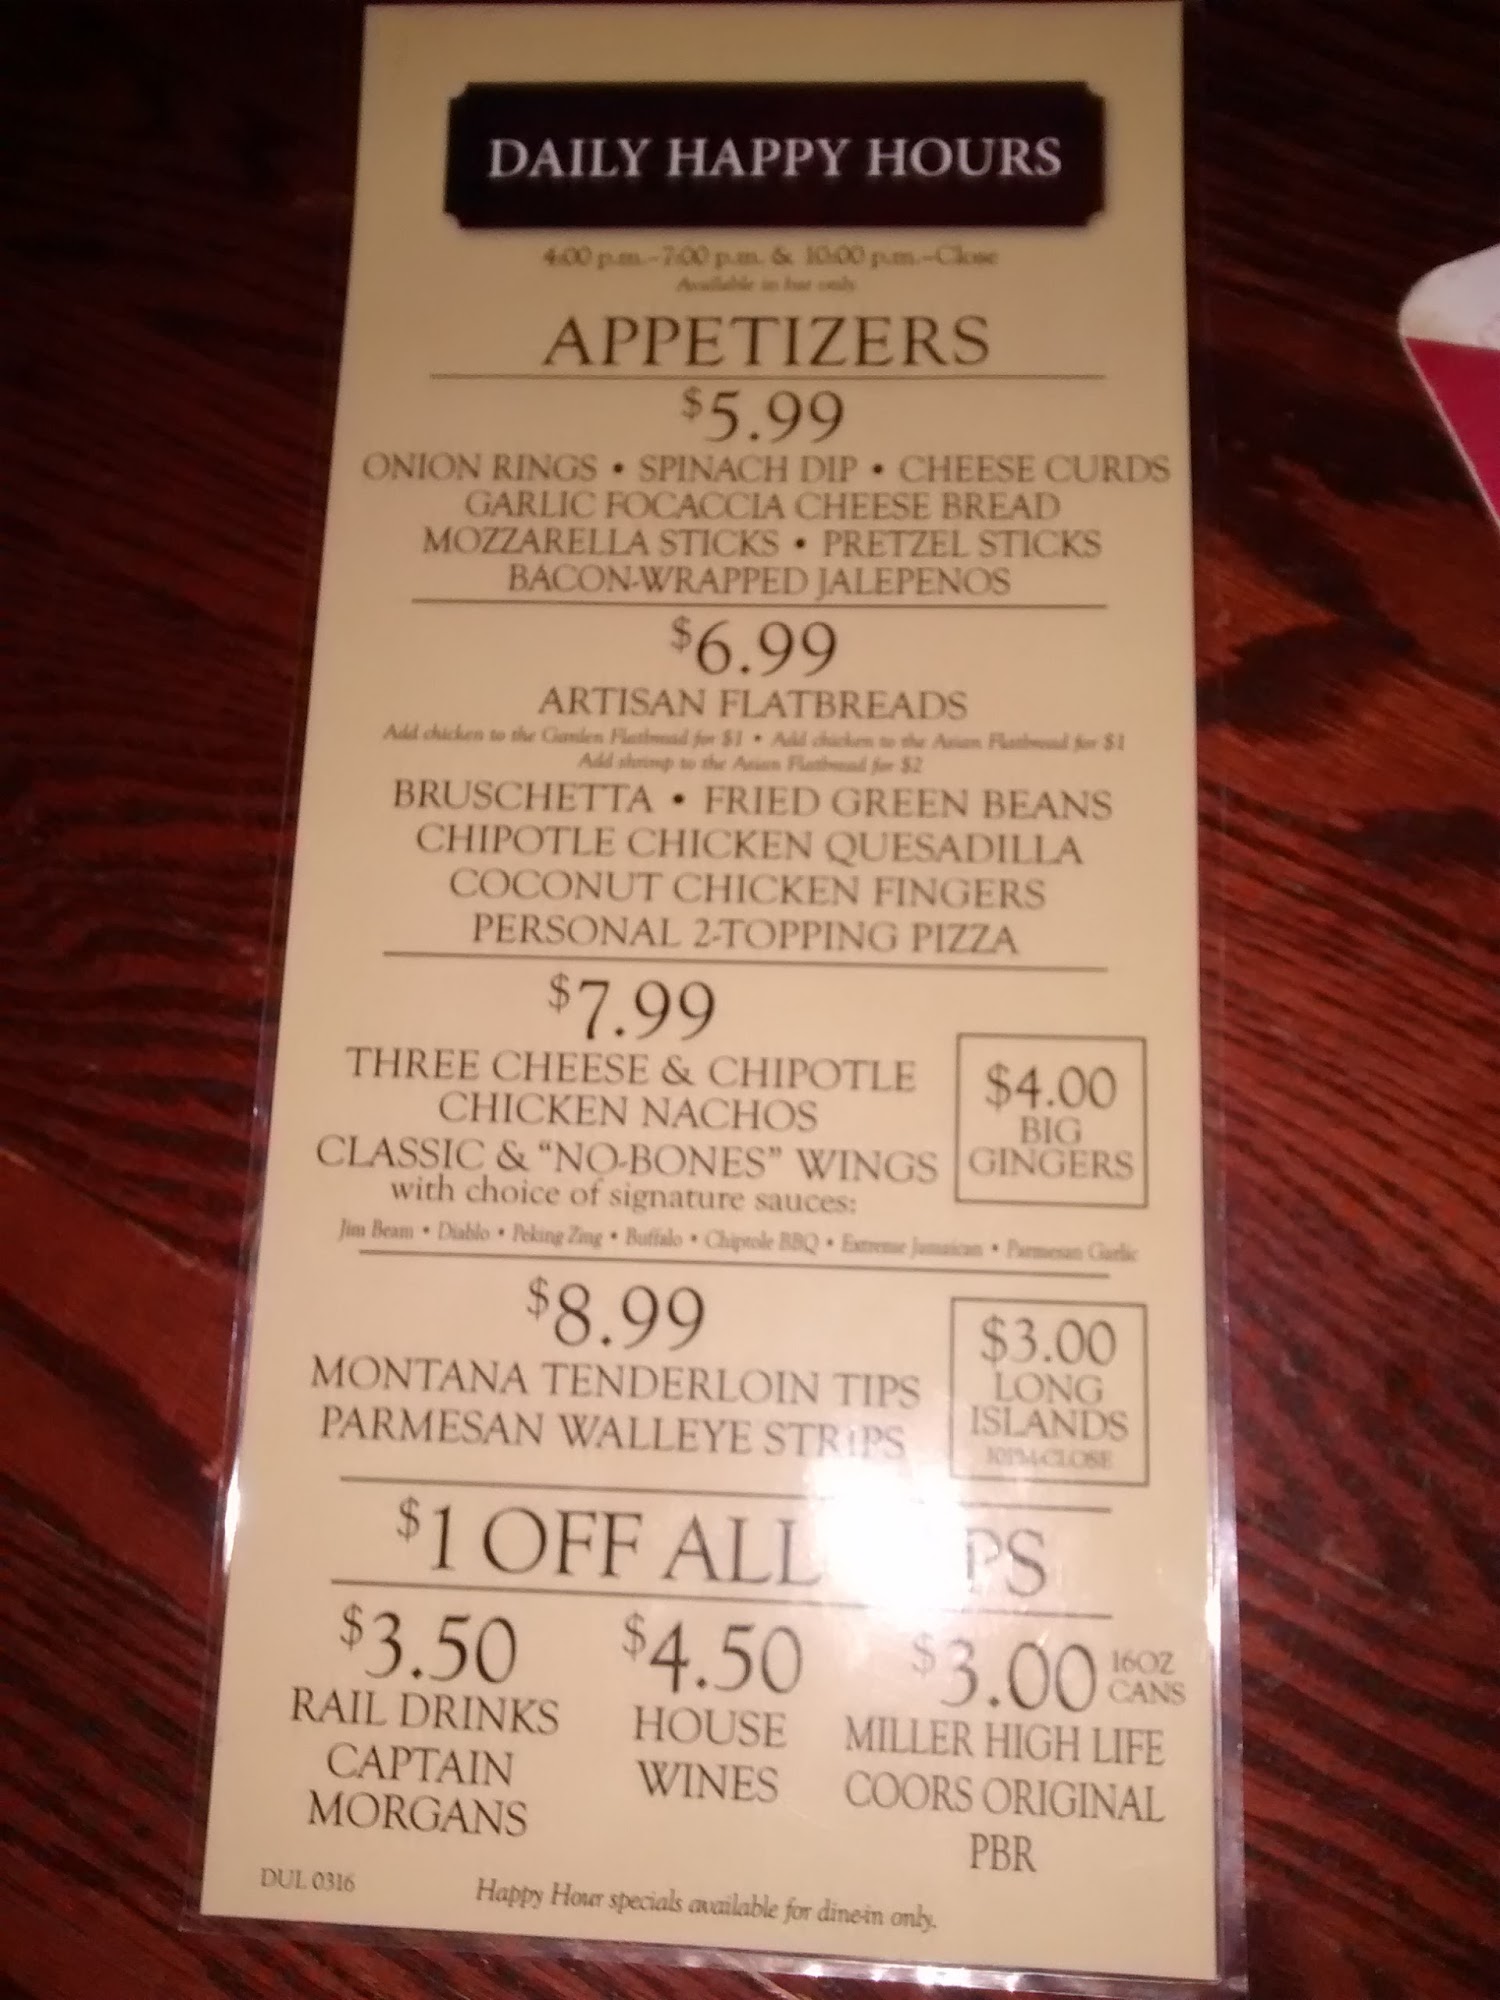 DAILY HAPPY HOURS
4:00 p.m.–7:00 p.m. & 10:00 p.m.–Close
Available in bar only
APPETIZERS
$5.99
ONION RINGS • SPINACH DIP • CHEESE CURDS
GARLIC FOCACCIA CHEESE BREAD
MOZZARELLA STICKS • PRETZEL STICKS
BACON-WRAPPED JALEPENOS
$6.99
ARTISAN FLATBREADS
Add chicken to the Garden Flatbread for $1 • Add chicken to the Asian Flatbread for $1
Add shrimp to the Asian Flatbread for $2
BRUSCHETTA • FRIED GREEN BEANS
CHIPOTLE CHICKEN QUESADILLA
COCONUT CHICKEN FINGERS
PERSONAL 2-TOPPING PIZZA
$7.99
THREE CHEESE & CHIPOTLE
CHICKEN NACHOS
CLASSIC & “NO-BONES” WINGS
with choice of signature sauces:
Jim Beam • Diablo • Peking Zing • Buffalo • Chiptole BBQ • Extreme Jamaican • Parmesan Garlic
$4.00
BIG
GINGERS
$8.99
MONTANA TENDERLOIN TIPS
PARMESAN WALLEYE STRIPS
$3.00
LONG
ISLANDS
10PM-CLOSE
$1 OFF ALL
$3.50
RAIL DRINKS
CAPTAIN
MORGANS
$4.50
HOUSE
WINES
$3.00 16OZ CANS
MILLER HIGH LIFE
COORS ORIGINAL
PBR
DUL 0316
Happy Hour specials available for dine-in only.